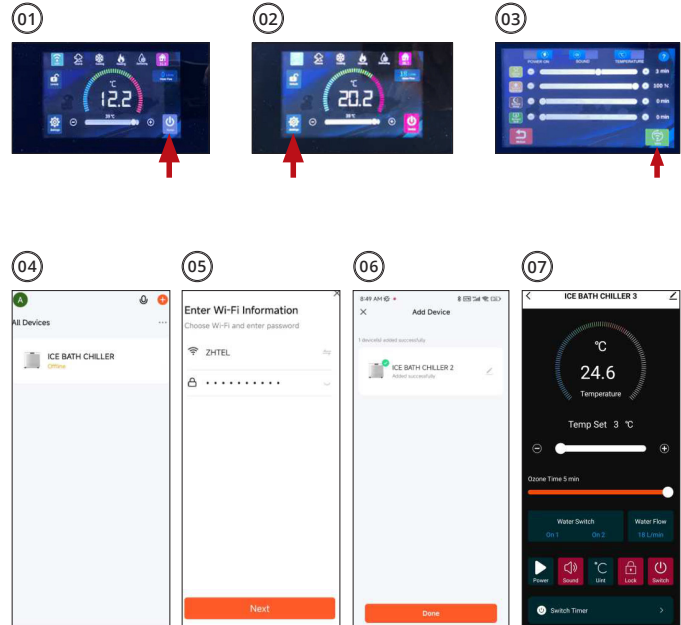 01
02
03
°C
12.2
°C
20.2
POWER-ON SOUND TEMPERATURE
?
3 min
100 %
0 min
0 min
04
05
06
07
A
All Devices
...
ICE BATH CHILLER
Offline
Enter Wi-Fi Information
Choose Wi-Fi and enter password
ZHTEL
Next
8:49 AM
Add Device
1 device(s) added successfully
ICE BATH CHILLER 2
Added successfully
Done
ICE BATH CHILLER 3
°C
24.6
Temperature
Temp Set 3 °C
Ozone Time 5 min
Water Switch
On 1 On 2
Water Flow
18 L/min
°C
Power Sound Uint Lock Switch
Switch Timer